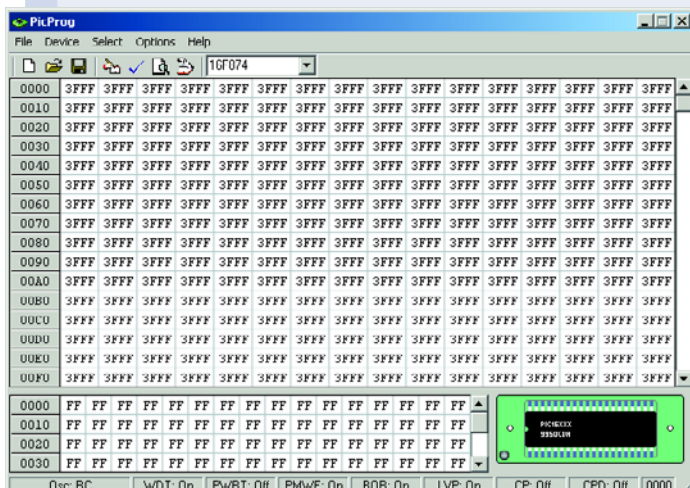 PicProg
File Device Select Options Help
16F874
0000 3FFF 3FFF 3FFF 3FFF 3FFF 3FFF 3FFF 3FFF 3FFF 3FFF 3FFF 3FFF 3FFF 3FFF 3FFF 3FFF
0010 3FFF 3FFF 3FFF 3FFF 3FFF 3FFF 3FFF 3FFF 3FFF 3FFF 3FFF 3FFF 3FFF 3FFF 3FFF 3FFF
0020 3FFF 3FFF 3FFF 3FFF 3FFF 3FFF 3FFF 3FFF 3FFF 3FFF 3FFF 3FFF 3FFF 3FFF 3FFF 3FFF
0030 3FFF 3FFF 3FFF 3FFF 3FFF 3FFF 3FFF 3FFF 3FFF 3FFF 3FFF 3FFF 3FFF 3FFF 3FFF 3FFF
0040 3FFF 3FFF 3FFF 3FFF 3FFF 3FFF 3FFF 3FFF 3FFF 3FFF 3FFF 3FFF 3FFF 3FFF 3FFF 3FFF
0050 3FFF 3FFF 3FFF 3FFF 3FFF 3FFF 3FFF 3FFF 3FFF 3FFF 3FFF 3FFF 3FFF 3FFF 3FFF 3FFF
0060 3FFF 3FFF 3FFF 3FFF 3FFF 3FFF 3FFF 3FFF 3FFF 3FFF 3FFF 3FFF 3FFF 3FFF 3FFF 3FFF
0070 3FFF 3FFF 3FFF 3FFF 3FFF 3FFF 3FFF 3FFF 3FFF 3FFF 3FFF 3FFF 3FFF 3FFF 3FFF 3FFF
0080 3FFF 3FFF 3FFF 3FFF 3FFF 3FFF 3FFF 3FFF 3FFF 3FFF 3FFF 3FFF 3FFF 3FFF 3FFF 3FFF
0090 3FFF 3FFF 3FFF 3FFF 3FFF 3FFF 3FFF 3FFF 3FFF 3FFF 3FFF 3FFF 3FFF 3FFF 3FFF 3FFF
00A0 3FFF 3FFF 3FFF 3FFF 3FFF 3FFF 3FFF 3FFF 3FFF 3FFF 3FFF 3FFF 3FFF 3FFF 3FFF 3FFF
00B0 3FFF 3FFF 3FFF 3FFF 3FFF 3FFF 3FFF 3FFF 3FFF 3FFF 3FFF 3FFF 3FFF 3FFF 3FFF 3FFF
00C0 3FFF 3FFF 3FFF 3FFF 3FFF 3FFF 3FFF 3FFF 3FFF 3FFF 3FFF 3FFF 3FFF 3FFF 3FFF 3FFF
00D0 3FFF 3FFF 3FFF 3FFF 3FFF 3FFF 3FFF 3FFF 3FFF 3FFF 3FFF 3FFF 3FFF 3FFF 3FFF 3FFF
00E0 3FFF 3FFF 3FFF 3FFF 3FFF 3FFF 3FFF 3FFF 3FFF 3FFF 3FFF 3FFF 3FFF 3FFF 3FFF 3FFF
00F0 3FFF 3FFF 3FFF 3FFF 3FFF 3FFF 3FFF 3FFF 3FFF 3FFF 3FFF 3FFF 3FFF 3FFF 3FFF 3FFF
0000 FF FF FF FF FF FF FF FF FF FF FF FF FF FF FF FF
0010 FF FF FF FF FF FF FF FF FF FF FF FF FF FF FF FF
0020 FF FF FF FF FF FF FF FF FF FF FF FF FF FF FF FF
0030 FF FF FF FF FF FF FF FF FF FF FF FF FF FF FF FF
PIC16CXXX
Osc: RC WDT: On PWRT: Off PMWE: On BOR: On LVP: On CP: Off CPD: Off 0000